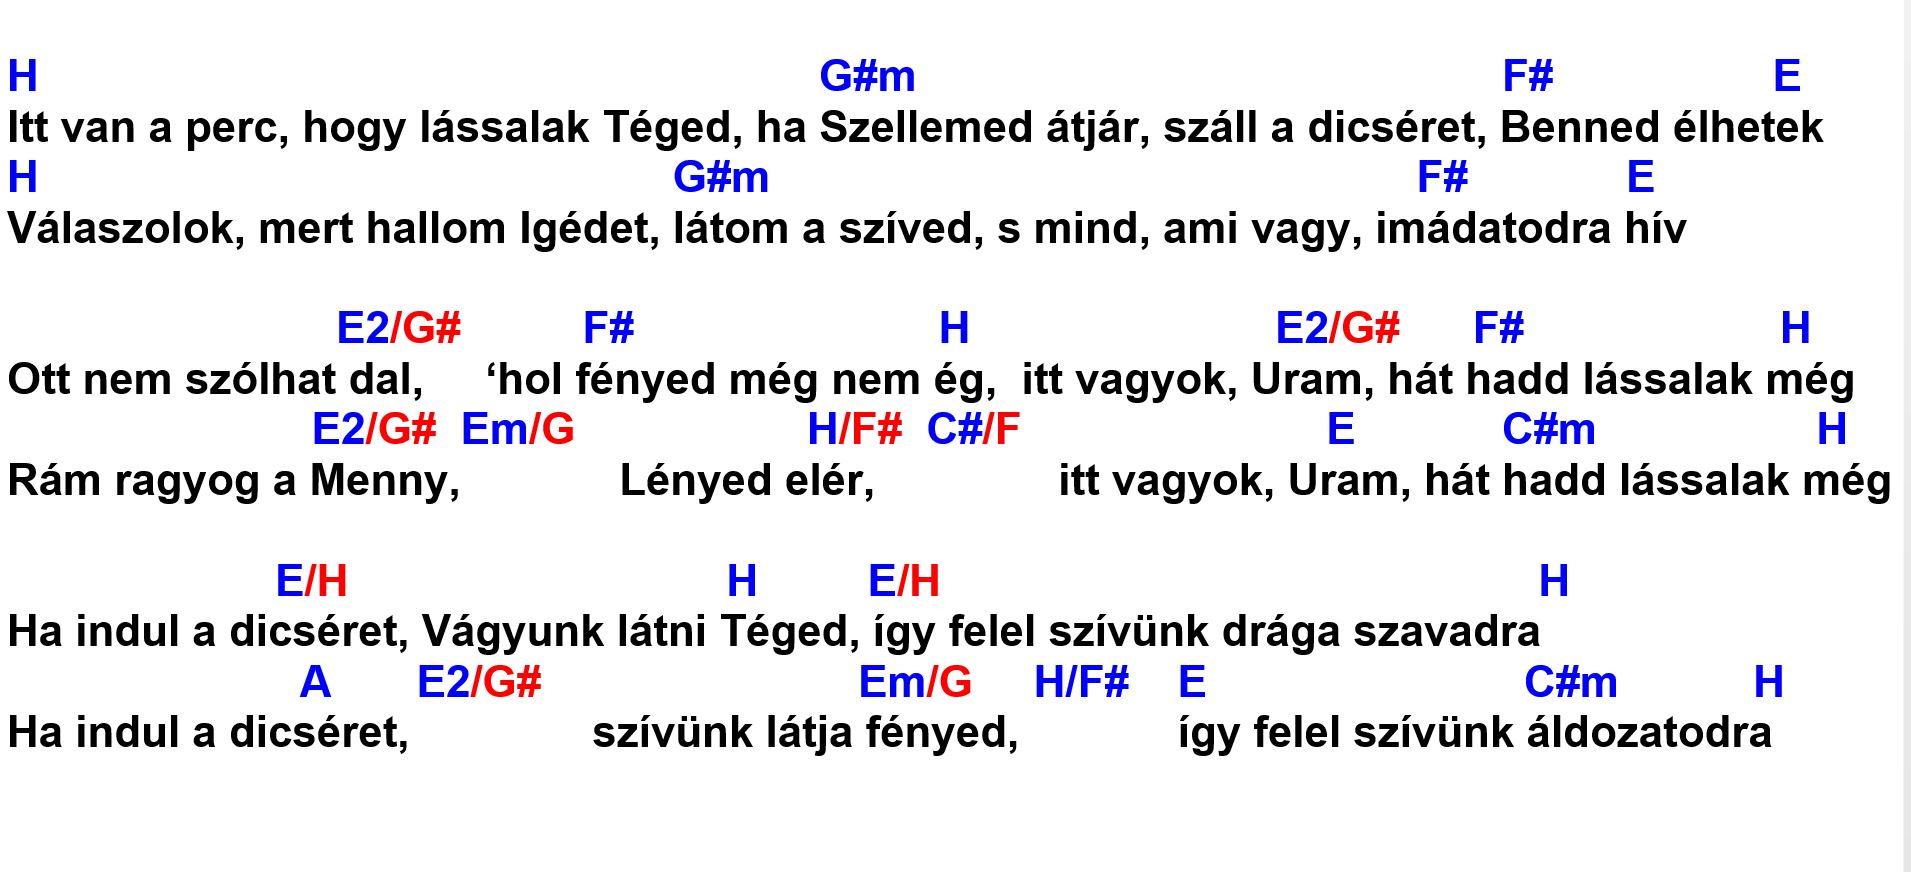 H G#m F# E
Itt van a perc, hogy lássalak Téged, ha Szellemed átjár, száll a dicséret, Benned élhetek
H G#m F# E
Válaszolok, mert hallom Igédet, látom a szíved, s mind, ami vagy, imádatodra hív
E2/G# F# H E2/G# F# H
Ott nem szólhat dal, ‘hol fényed még nem ég, itt vagyok, Uram, hát hadd lássalak még
E2/G# Em/G H/F# C#/F E C#m H
Rám ragyog a Menny, Lényed elér, itt vagyok, Uram, hát hadd lássalak még
E/H H E/H H
Ha indul a dicséret, Vágyunk látni Téged, így felel szívünk drága szavadra
A E2/G# Em/G H/F# E C#m H
Ha indul a dicséret, szívünk látja fényed, így felel szívünk áldozatodra